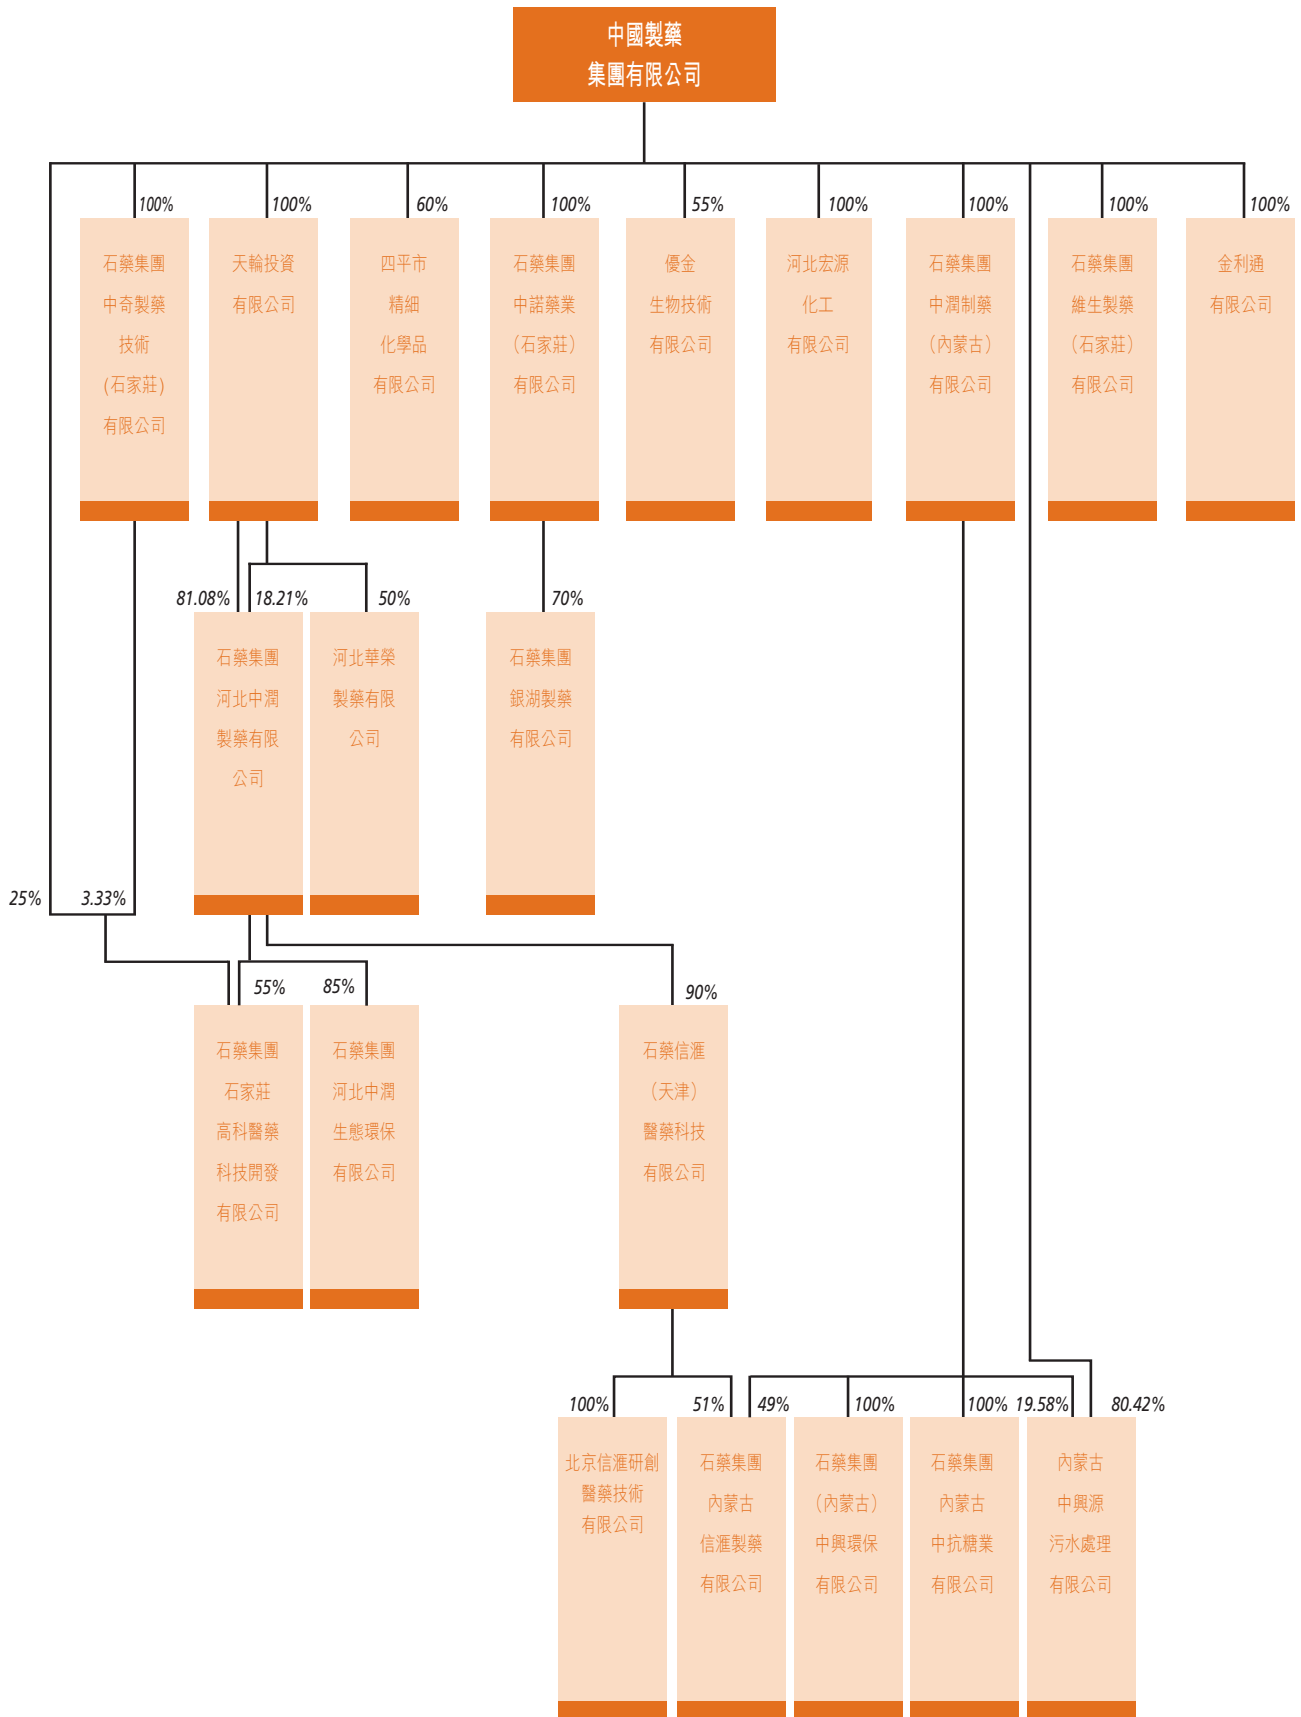 中國製藥
集團有限公司
100%
100%
60%
100%
55%
100%
100%
100%
100%
石藥集團
中奇製藥
技術
(石家莊)
有限公司
天輪投資
有限公司
四平市
精細
化學品
有限公司
石藥集團
中諾藥業
(石家莊)
有限公司
優金
生物技術
有限公司
河北宏源
化工
有限公司
石藥集團
中潤制藥
(內蒙古)
有限公司
石藥集團
維生製藥
(石家莊)
有限公司
金利通
有限公司
81.08%
18.21%
50%
70%
石藥集團
河北中潤
製藥有限
公司
河北華榮
製藥有限
公司
石藥集團
銀湖製藥
有限公司
25%
3.33%
55%
85%
90%
石藥集團
石家莊
高科醫藥
科技開發
有限公司
石藥集團
河北中潤
生態環保
有限公司
石藥信滙
(天津)
醫藥科技
有限公司
100%
51%
49%
100%
100%
19.58%
80.42%
北京信滙研創
醫藥技術
有限公司
石藥集團
內蒙古
信滙製藥
有限公司
石藥集團
(內蒙古)
中興環保
有限公司
石藥集團
內蒙古
中抗糖業
有限公司
內蒙古
中興源
污水處理
有限公司